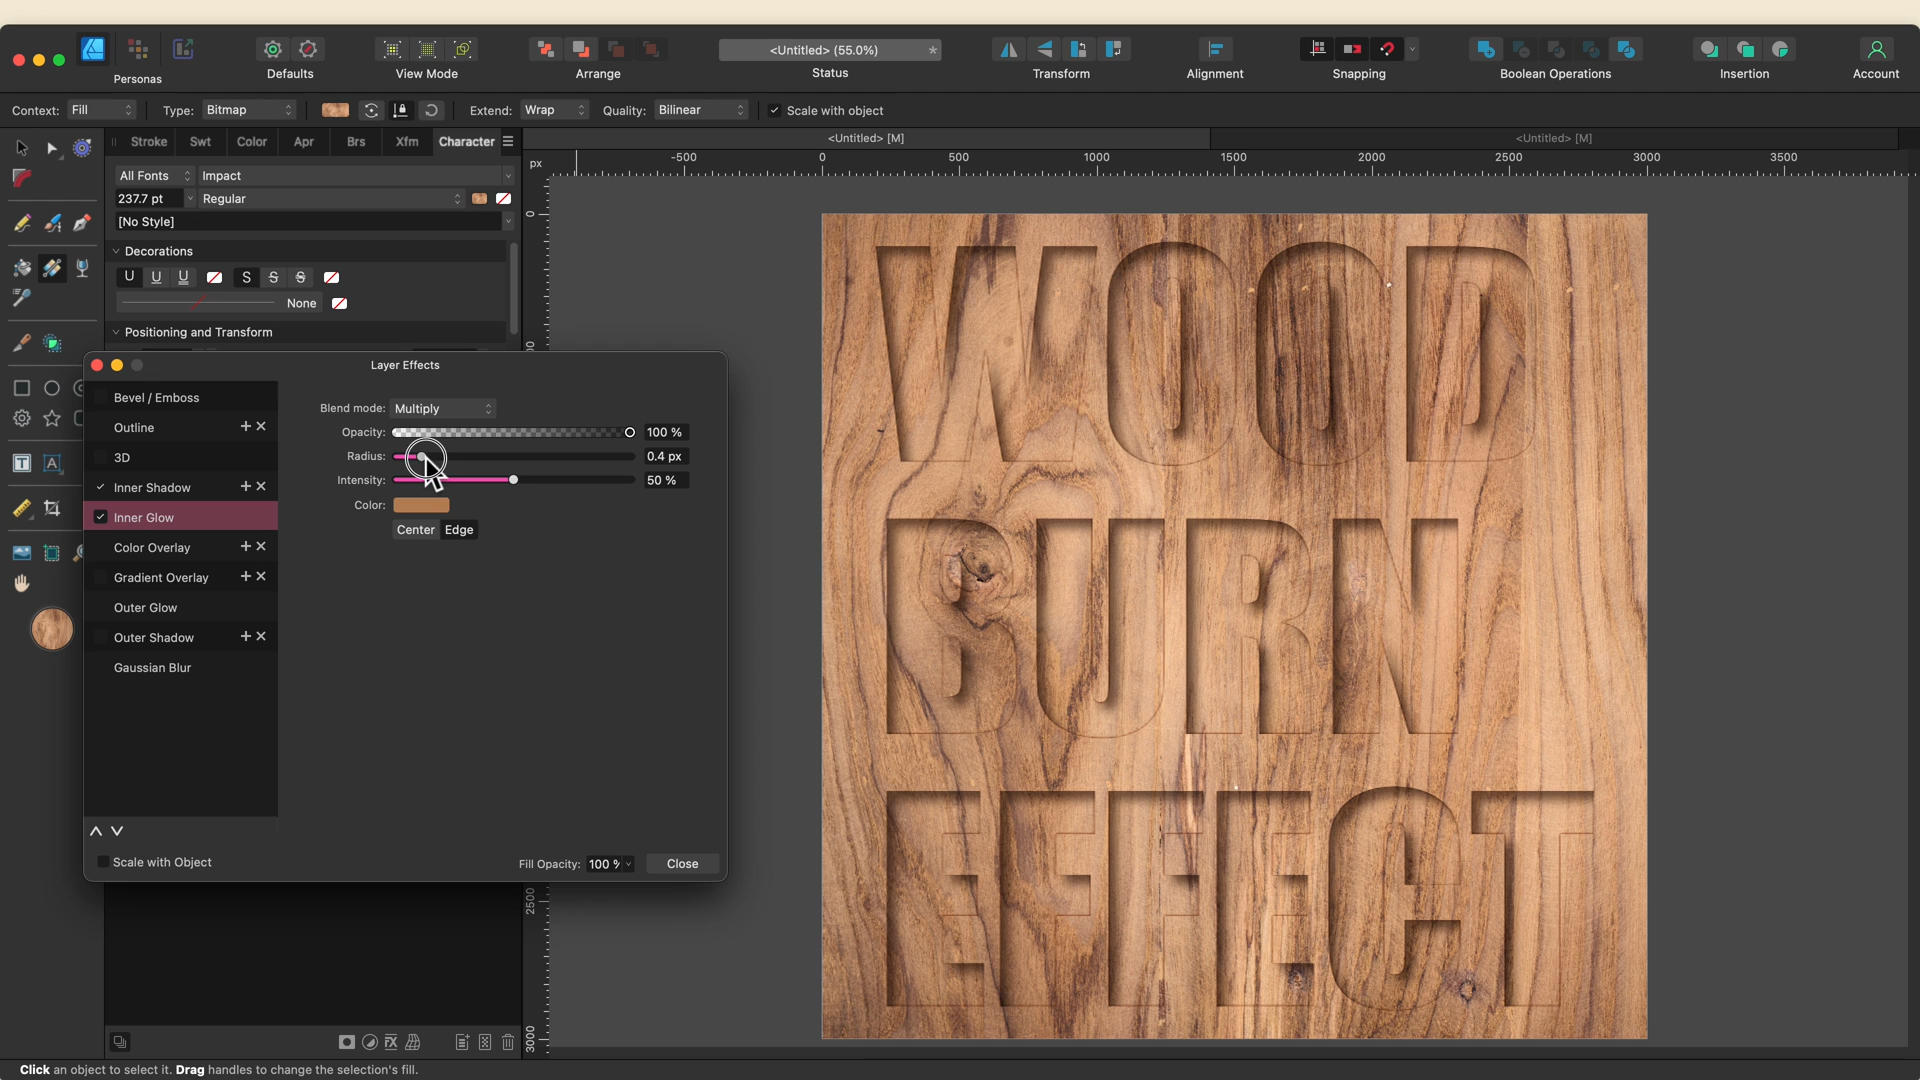 Personas
Defaults
View Mode
Arrange
<Untitled> (55.0%)
*
Status
Transform
Alignment
Snapping
Boolean Operations
Insertion
Account
Context: Fill
Type: Bitmap
Extend: Wrap
Quality: Bilinear
Scale with object
Stroke Swt Color Apr Brs Xfm Character
<Untitled> [M]
<Untitled> [M]
px
-500 0 500 1000 1500 2000 2500 3000 3500
All Fonts
Impact
237.7 pt
Regular
[No Style]
Decorations
U U U S S S
None
Positioning and Transform
Layer Effects
Bevel / Emboss
Outline
3D
Inner Shadow
Inner Glow
Color Overlay
Gradient Overlay
Outer Glow
Outer Shadow
Gaussian Blur
Blend mode: Multiply
Opacity: 100 %
Radius: 0.4 px
Intensity: 50 %
Color:
Center Edge
Scale with Object
Fill Opacity: 100 %
Close
0
2500
3000
WOOD
BURN
EFFECT
Click an object to select it. Drag handles to change the selection's fill.